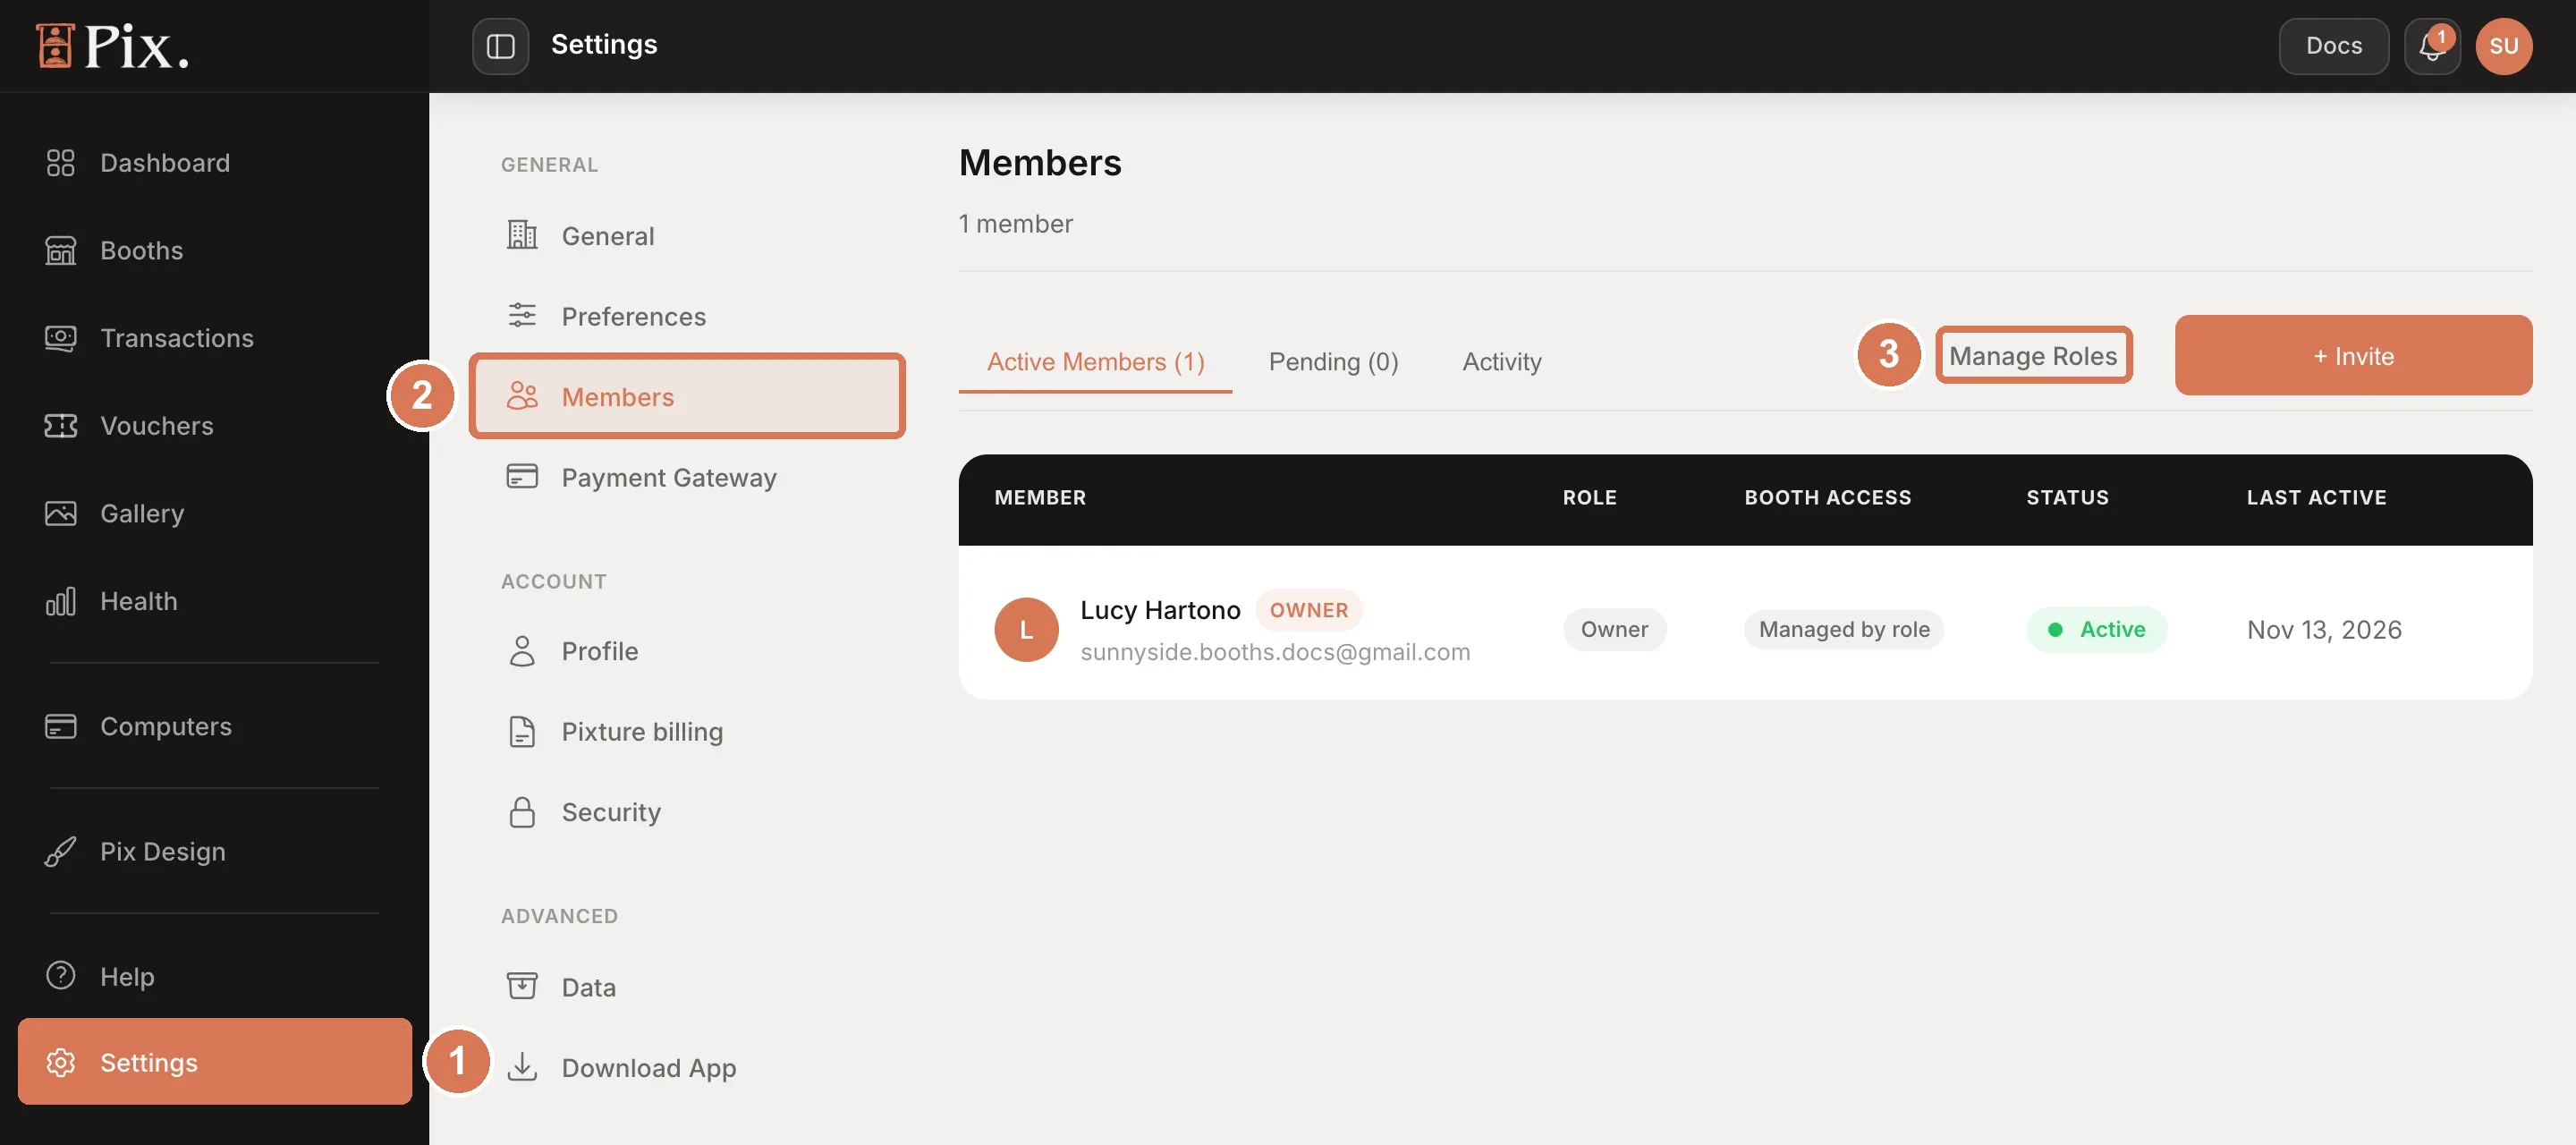 Pix.
Settings
Docs
1
SU
Dashboard
Booths
Transactions
Vouchers
Gallery
Health
Computers
Pix Design
Help
Settings
1
GENERAL
General
Preferences
2
Members
Payment Gateway
ACCOUNT
Profile
Pixture billing
Security
ADVANCED
Data
Download App
Members
1 member
Active Members (1)
Pending (0)
Activity
3
Manage Roles
+ Invite
MEMBER ROLE BOOTH ACCESS STATUS LAST ACTIVE
L
Lucy Hartono OWNER
sunnyside.booths.docs@gmail.com
Owner
Managed by role
Active
Nov 13, 2026